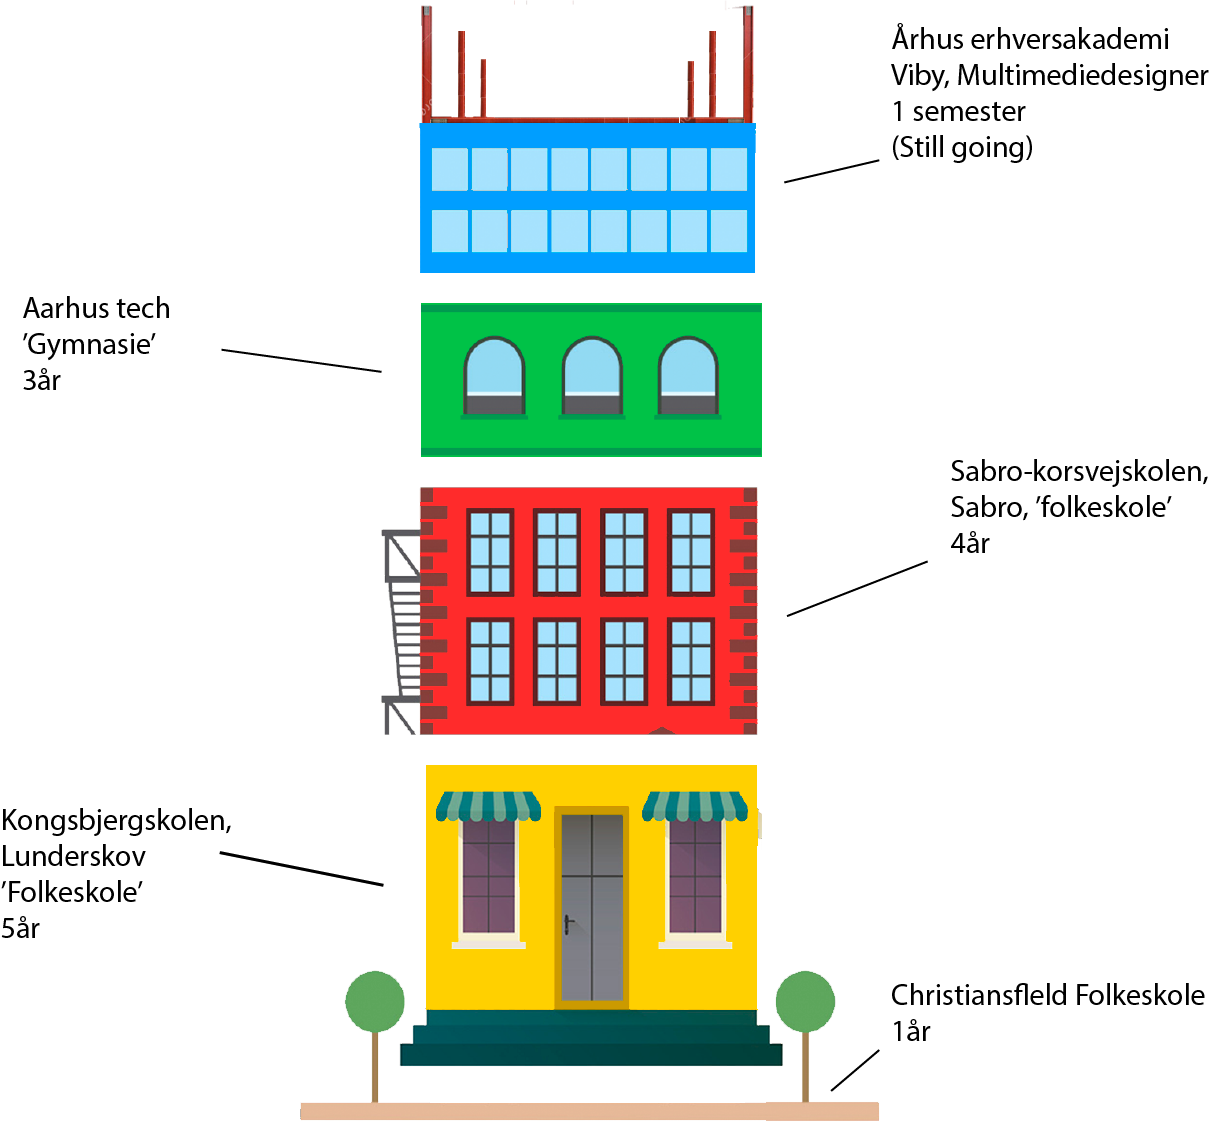 Århus erhversakademi
Viby, Multimediedesigner
1 semester
(Still going)
Aarhus tech
’Gymnasie’
3år
Sabro-korsvejskolen,
Sabro, ’folkeskole’
4år
Kongsbjergskolen,
Lunderskov
’Folkeskole’
5år
Christiansfleld Folkeskole
1år